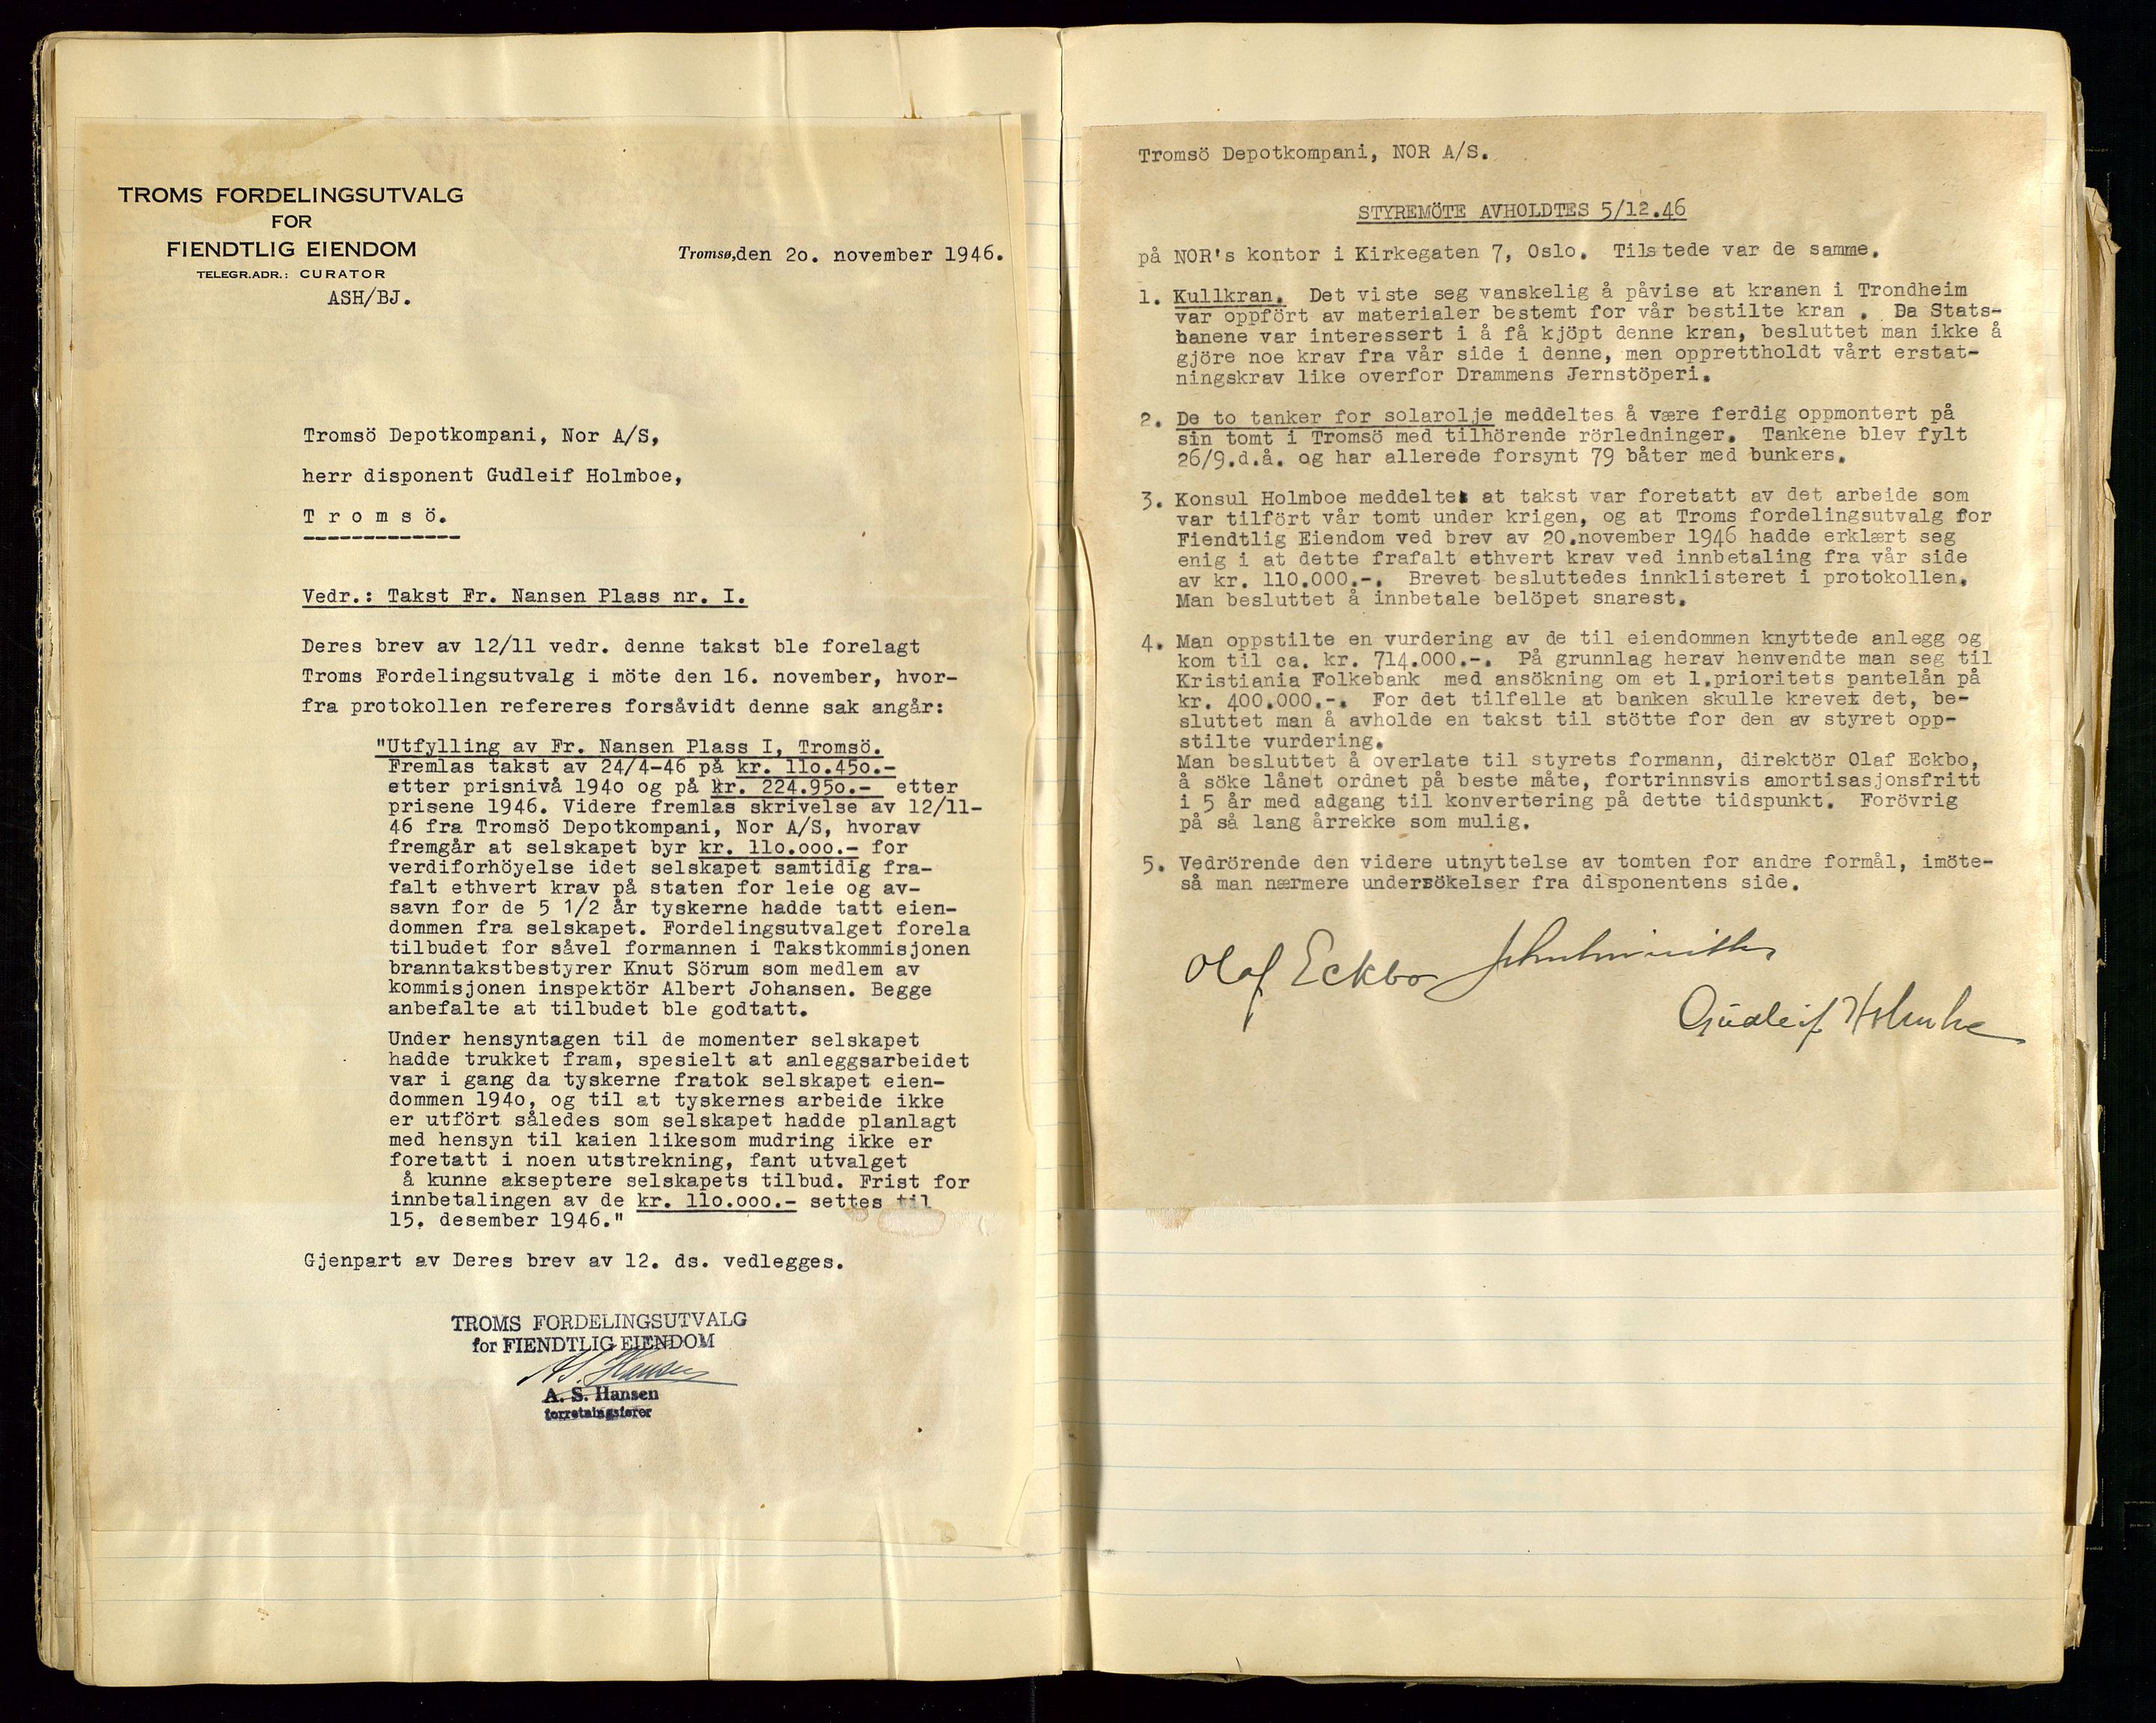 TROMS FORDELINGSUTVALG
FOR
FIENDTLIG EIENDOM
TELEGR.ADR.: CURATOR
ASH/BJ.
Tromsø, den 2o. november 1946.
Tromsö Depotkompani, Nor A/S,
herr disponent Gudleif Holmboe,
T r o m s ö.
Vedr.: Takst Fr. Nansen Plass nr. I.
Deres brev av 12/11 vedr. denne takst ble forelagt
Troms Fordelingsutvalg i möte den 16. november, hvor-
fra protokollen refereres forsåvidt denne sak angår:
"Utfylling av Fr. Nansen Plass I, Tromsö.
Fremlas takst av 24/4-46 på kr. 11o.45o.-
etter prisnivå 194o og på kr. 224.95o.- etter
prisene 1946. Videre fremlas skrivelse av 12/11-
46 fra Tromsö Depotkompani, Nor A/S, hvorav
fremgår at selskapet byr kr. 11o.ooo.- for
verdiforhöyelse idet selskapet samtidig fra-
falt ethvert krav på staten for leie og av-
savn for de 5 1/2 år tyskerne hadde tatt eien-
dommen fra selskapet. Fordelingsutvalget forela
tilbudet for såvel formannen i Takstkommisjonen
branntakstbestyrer Knut Sörum som medlem av
kommisjonen inspektör Albert Johansen. Begge
anbefalte at tilbudet ble godtatt.
Under hensyntagen til de momenter selskapet
hadde trukket fram, spesielt at anleggsarbeidet
var i gang da tyskerne fratok selskapet eien-
dommen 194o, og til at tyskernes arbeide ikke
er utfört således som selskapet hadde planlagt
med hensyn til kaien likesom mudring ikke er
foretatt i noen utstrekning, fant utvalget
å kunne akseptere selskapets tilbud. Frist for
innbetalingen av de kr. 11o.ooo.- settes til
15. desember 1946."
Gjenpart av Deres brev av 12. ds. vedlegges.
TROMS FORDELINGSUTVALG
for FIENDTLIG EIENDOM
A.S. Hansen
A. S. Hansen
forretningsfører
Tromsö Depotkompani, NOR A/S.
STYREMÖTE AVHOLDTES 5/12.46
på NOR's kontor i Kirkegaten 7, Oslo. Tilstede var de samme.
1. Kullkran. Det viste seg vanskelig å påvise at kranen i Trondheim
var oppfört av materialer bestemt for vår bestilte kran . Da Stats-
banene var interessert i å få kjöpt denne kran, besluttet man ikke å
gjöre noe krav fra vår side i denne, men opprettholdt vårt erstat-
ningskrav like overfor Drammens Jernstöperi.
2. De to tanker for solarolje meddeltes å være ferdig oppmontert på
sin tomt i Tromsö med tilhörende rörledninger. Tankene blev fylt
26/9.d.å. og har allerede forsynt 79 båter med bunkers.
3. Konsul Holmboe meddeltes at takst var foretatt av det arbeide som
var tilfört vår tomt under krigen, og at Troms fordelingsutvalg for
Fiendtlig Eiendom ved brev av 20.november 1946 hadde erklært seg
enig i at dette frafalt ethvert krav ved innbetaling fra vår side
av kr. 110.000.-. Brevet besluttedes innklisteret i protokollen.
Man besluttet å innbetale belöpet snarest.
4. Man oppstilte en vurdering av de til eiendommen knyttede anlegg og
kom til ca. kr. 714.000.-. På grunnlag herav henvendte man seg til
Kristiania Folkebank med ansökning om et 1.prioritets pantelån på
kr. 400.000.-. For det tilfelle at banken skulle krevet det, be-
sluttet man å avholde en takst til stötte for den av styret opp-
stilte vurdering.
Man besluttet å overlate til styrets formann, direktör Olaf Eckbo,
å söke lånet ordnet på beste måte, fortrinnsvis amortisasjonsfritt
i 5 år med adgang til konvertering på dette tidspunkt. Forövrig
på så lang årrekke som mulig.
5. Vedrörende den videre utnyttelse av tomten for andre formål, imöte-
så man nærmere undersökelser fra disponentens side.
Olaf Eckbo
Gudleif Holmboe